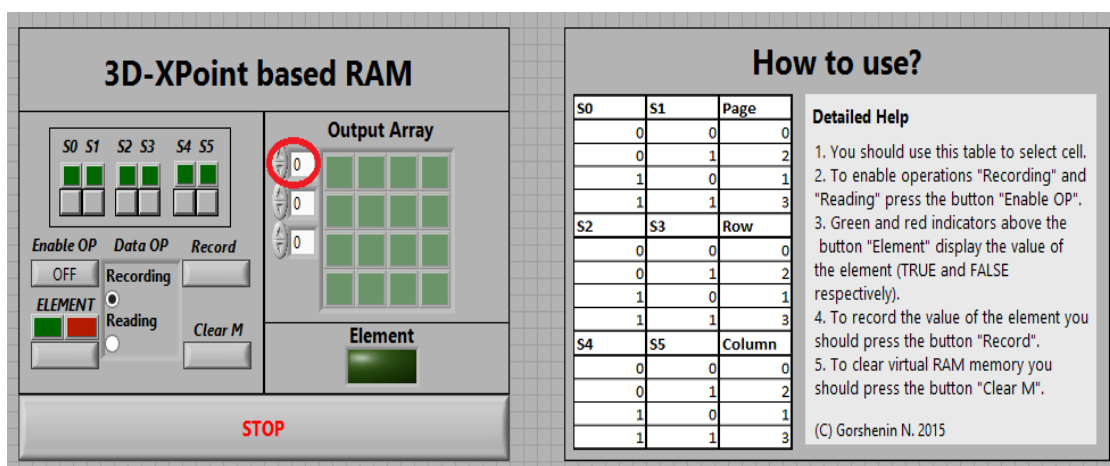 3D-XPoint based RAM
S0 S1 S2 S3 S4 S5
Enable OP Data OP Record
OFF
Recording
ELEMENT
Reading
Clear M
Output Array
0
0
0
Element
STOP
How to use?
S0 S1 Page
0 0 0
0 1 2
1 0 1
1 1 3
S2 S3 Row
0 0 0
0 1 2
1 0 1
1 1 3
S4 S5 Column
0 0 0
0 1 2
1 0 1
1 1 3
Detailed Help
1. You should use this table to select cell.
2. To enable operations "Recording" and
"Reading" press the button "Enable OP".
3. Green and red indicators above the
button "Element" display the value of
the element (TRUE and FALSE
respectively).
4. To record the value of the element you
should press the button "Record".
5. To clear virtual RAM memory you
should press the button "Clear M".
(C) Gorshenin N. 2015